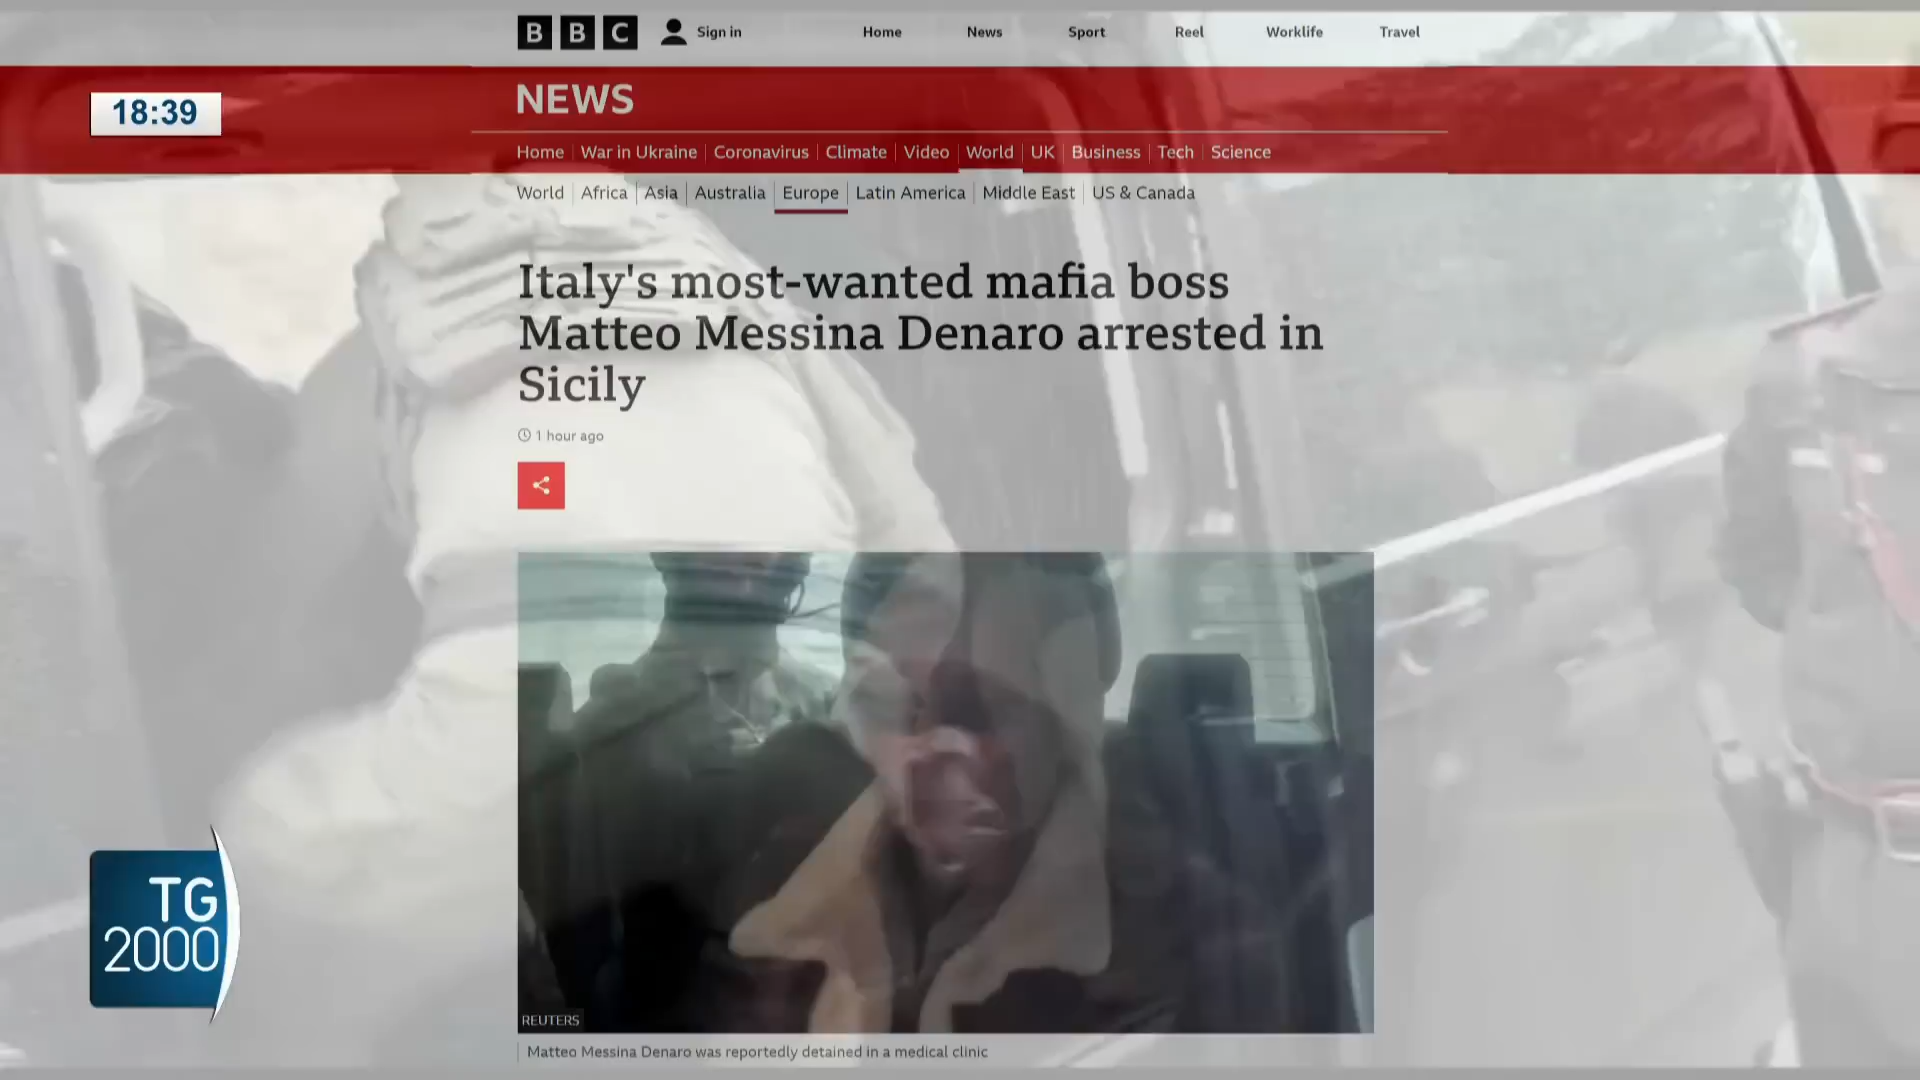 BBC Sign in Home News Sport Reel Worklife Travel
NEWS
18:39
Home War in Ukraine Coronavirus Climate Video World UK Business Tech Science
World Africa Asia Australia Europe Latin America Middle East US & Canada
Italy's most-wanted mafia boss
Matteo Messina Denaro arrested in
Sicily
1 hour ago
TG
2000
REUTERS
Matteo Messina Denaro was reportedly detained in a medical clinic